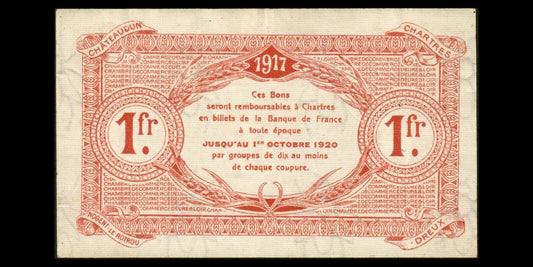 CHATEAUDUN
CHARTRES
1917
Ces Bons
seront remboursables à Chartres
en billets de la Banque de France
à toute époque
JUSQU'AU 1ER OCTOBRE 1920
par groupes de dix au moins
de chaque coupure.
1fr.
1fr.
NOGENT-LE-ROTROU
DREUX